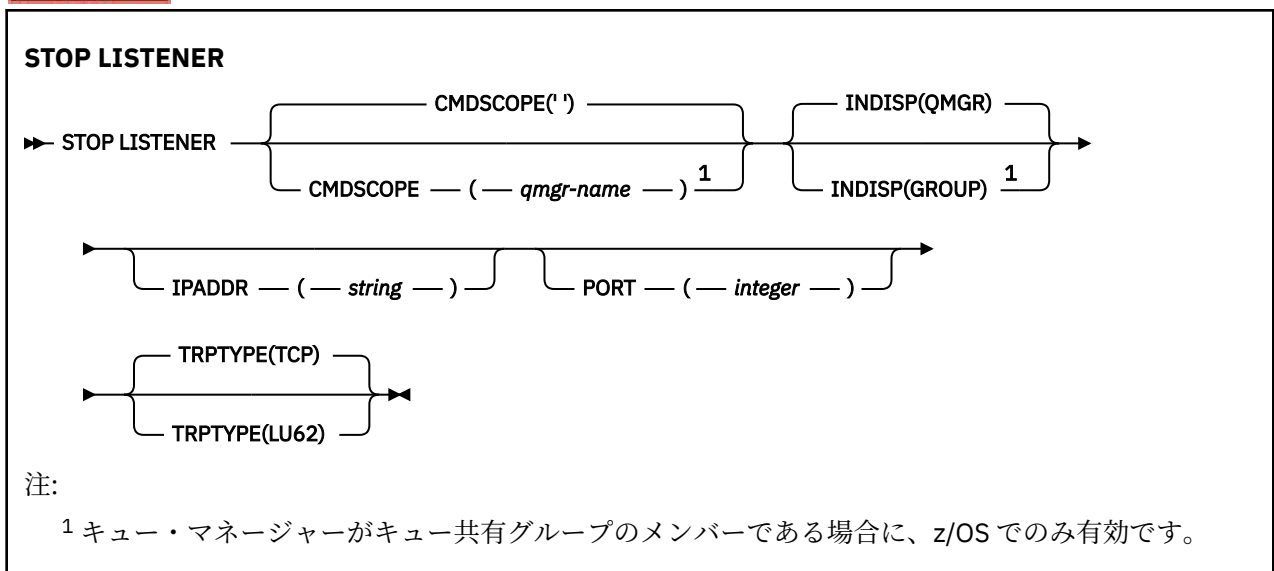 STOP LISTENER
CMDSCOPE(' ') INDISP(QMGR)
STOP LISTENER
CMDSCOPE ( qmgr-name ) 1 INDISP(GROUP) 1
IPADDR ( string ) PORT ( integer )
TRPTYPE(TCP)
TRPTYPE(LU62)
注:
1 キュー・マネージャーがキュー共有グループのメンバーである場合に、z/OS でのみ有効です。